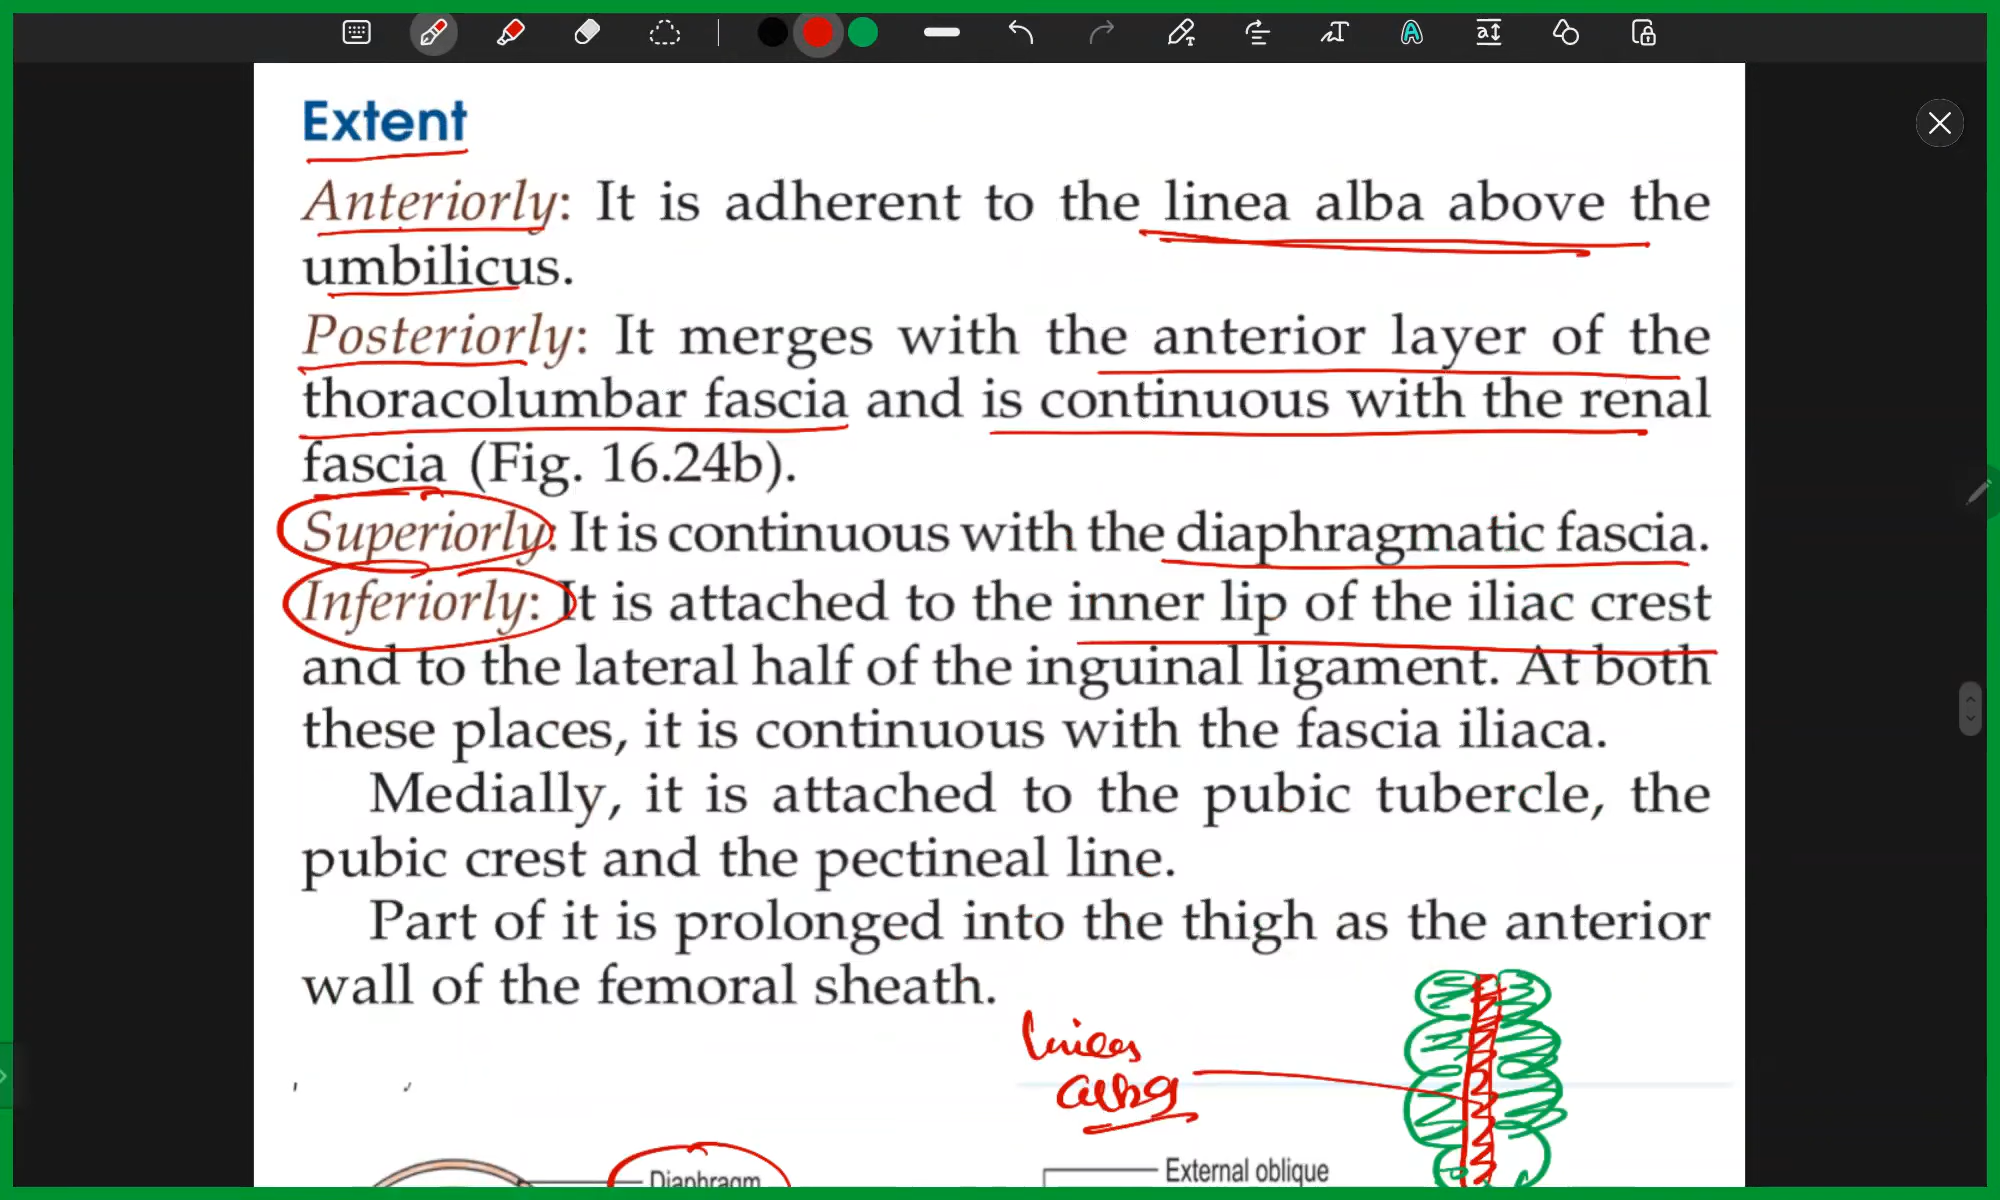 Extent
Anteriorly: It is adherent to the linea alba above the
umbilicus.
Posteriorly: It merges with the anterior layer of the
thoracolumbar fascia and is continuous with the renal
fascia (Fig. 16.24b).
Superiorly: It is continuous with the diaphragmatic fascia.
Inferiorly: It is attached to the inner lip of the iliac crest
and to the lateral half of the inguinal ligament. At both
these places, it is continuous with the fascia iliaca.
Medially, it is attached to the pubic tubercle, the
pubic crest and the pectineal line.
Part of it is prolonged into the thigh as the anterior
wall of the femoral sheath.
linea
alba
Diaphragm
External oblique